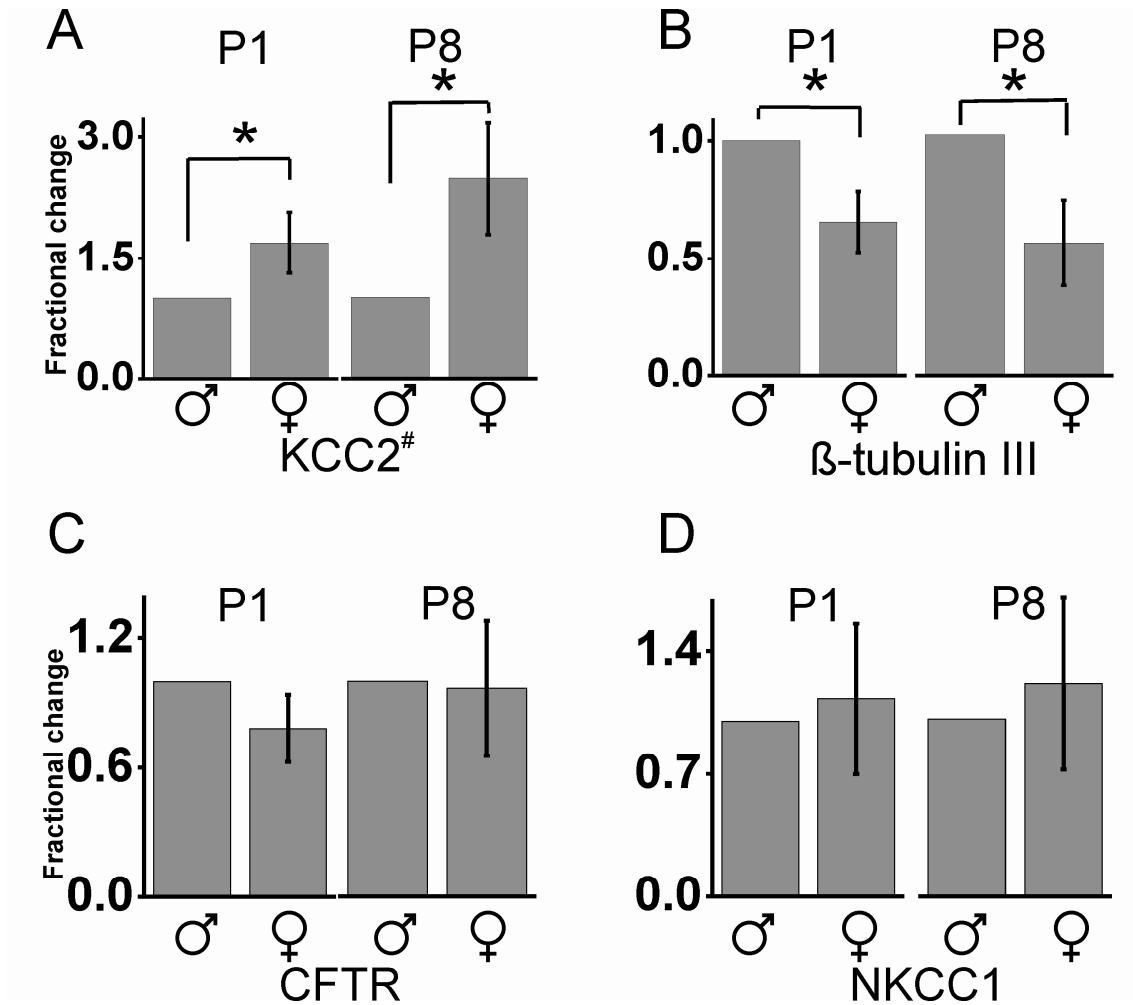 A
P1
P8
*
*
3.0
1.5
0.0
Fractional change
♂ ♀ ♂ ♀
KCC2#
B
P1
P8
*
*
1.0
0.5
0.0
♂ ♀ ♂ ♀
ß-tubulin III
C
P1
P8
1.2
0.6
0.0
Fractional change
♂ ♀ ♂ ♀
CFTR
D
P1
P8
1.4
0.7
0.0
♂ ♀ ♂ ♀
NKCC1